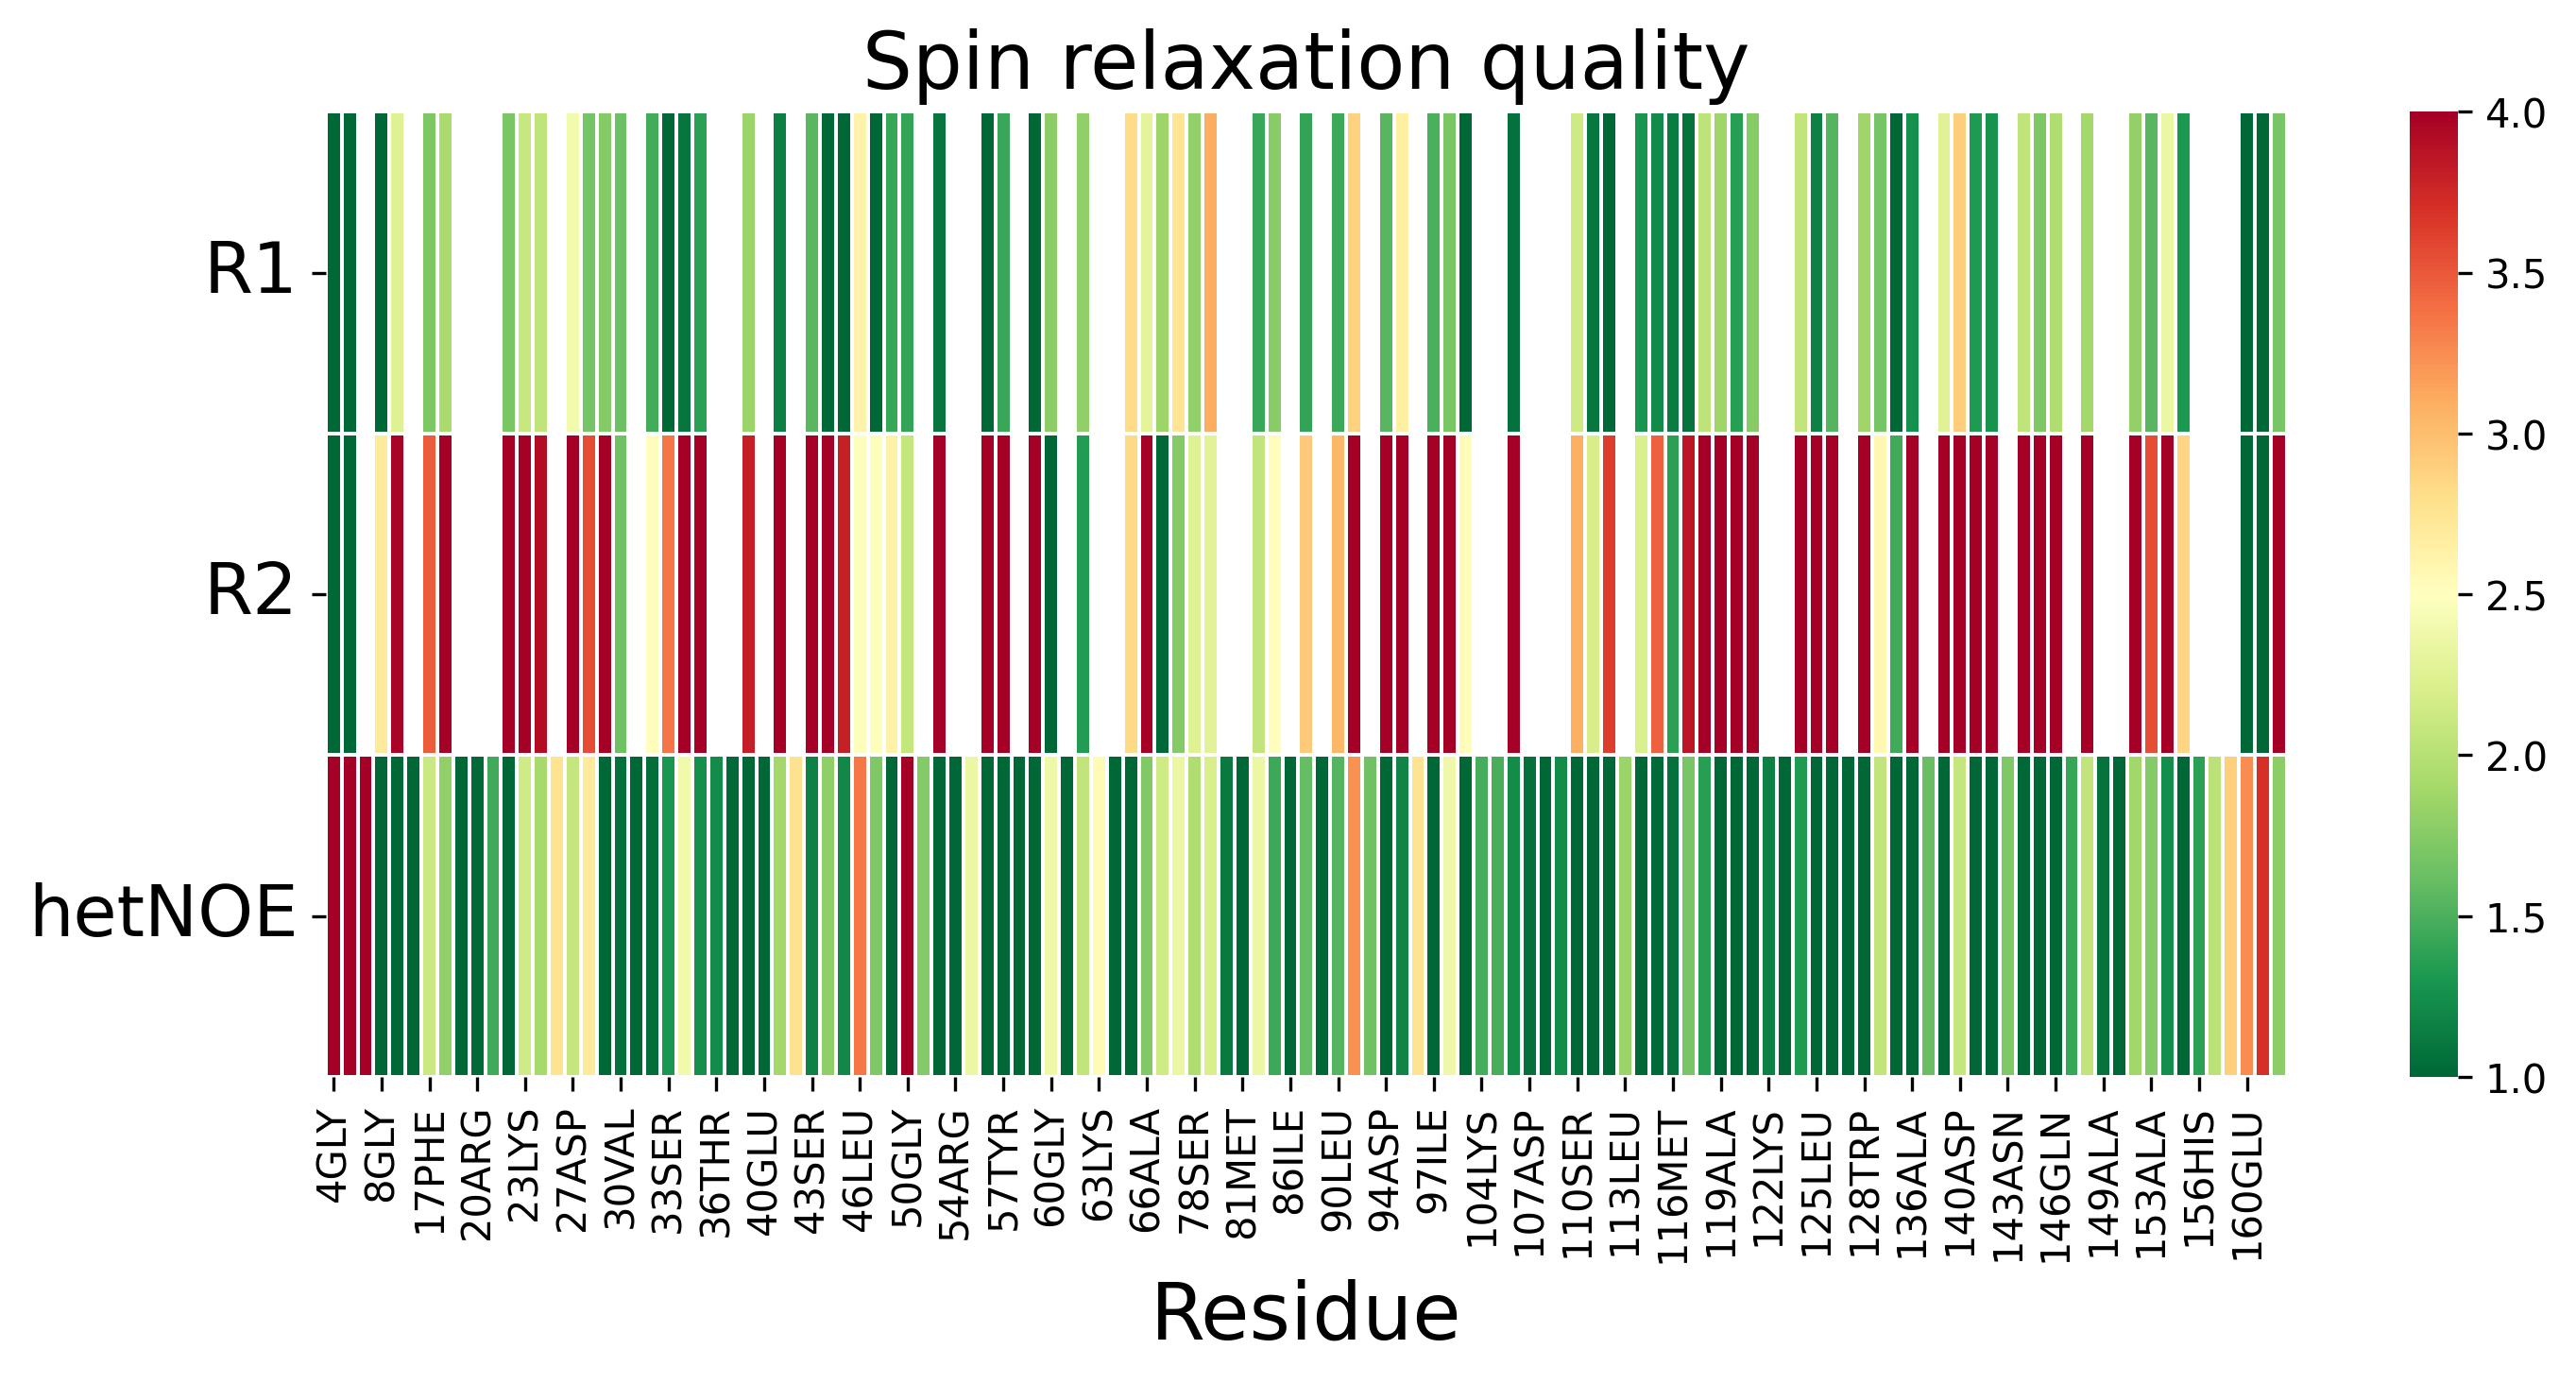 Spin relaxation quality
R1
R2
hetNOE
4GLY
8GLY
17PHE
20ARG
23LYS
27ASP
30VAL
33SER
36THR
40GLU
43SER
46LEU
50GLY
54ARG
57TYR
60GLY
63LYS
66ALA
78SER
81MET
86ILE
90LEU
94ASP
97ILE
104LYS
107ASP
110SER
113LEU
116MET
119ALA
122LYS
125LEU
128TRP
136ALA
140ASP
143ASN
146GLN
149ALA
153ALA
156HIS
160GLU
Residue
4.0
3.5
3.0
2.5
2.0
1.5
1.0